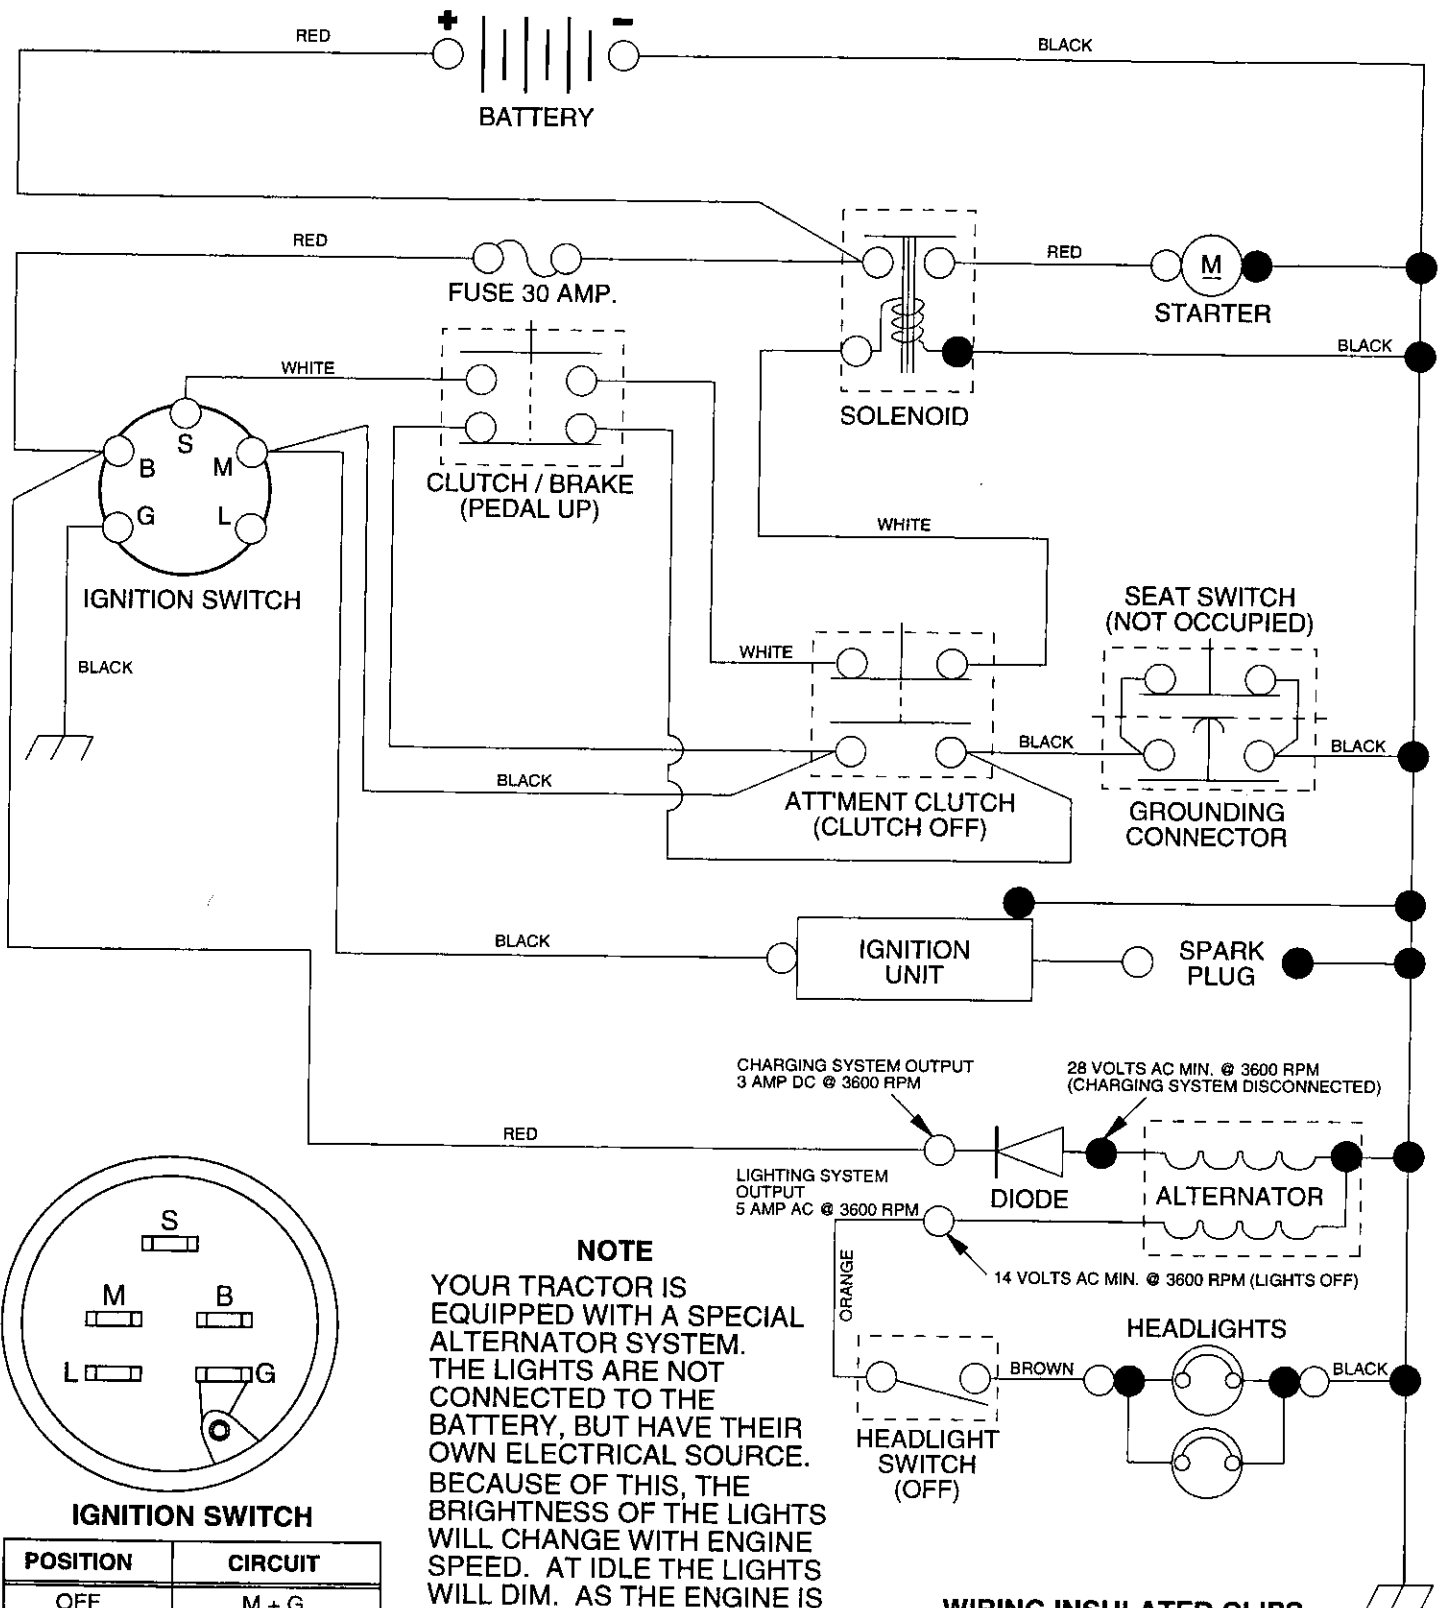 +
-
RED
BLACK
BATTERY
RED
FUSE 30 AMP.
RED
M
STARTER
BLACK
SOLENOID
WHITE
S
B
M
G
L
IGNITION SWITCH
CLUTCH / BRAKE
(PEDAL UP)
WHITE
BLACK
SEAT SWITCH
(NOT OCCUPIED)
WHITE
BLACK
BLACK
BLACK
ATT'MENT CLUTCH
(CLUTCH OFF)
GROUNDING
CONNECTOR
BLACK
IGNITION
UNIT
SPARK
PLUG
CHARGING SYSTEM OUTPUT
3 AMP DC @ 3600 RPM
28 VOLTS AC MIN. @ 3600 RPM
(CHARGING SYSTEM DISCONNECTED)
RED
DIODE
ALTERNATOR
LIGHTING SYSTEM
OUTPUT
5 AMP AC @ 3600 RPM
14 VOLTS AC MIN. @ 3600 RPM (LIGHTS OFF)
ORANGE
HEADLIGHTS
BROWN
BLACK
HEADLIGHT
SWITCH
(OFF)
S
M
B
L
G
IGNITION SWITCH
POSITION CIRCUIT
OFF M + G
NOTE
YOUR TRACTOR IS
EQUIPPED WITH A SPECIAL
ALTERNATOR SYSTEM.
THE LIGHTS ARE NOT
CONNECTED TO THE
BATTERY, BUT HAVE THEIR
OWN ELECTRICAL SOURCE.
BECAUSE OF THIS, THE
BRIGHTNESS OF THE LIGHTS
WILL CHANGE WITH ENGINE
SPEED. AT IDLE THE LIGHTS
WILL DIM. AS THE ENGINE IS
WIRING INSULATED CLIPS